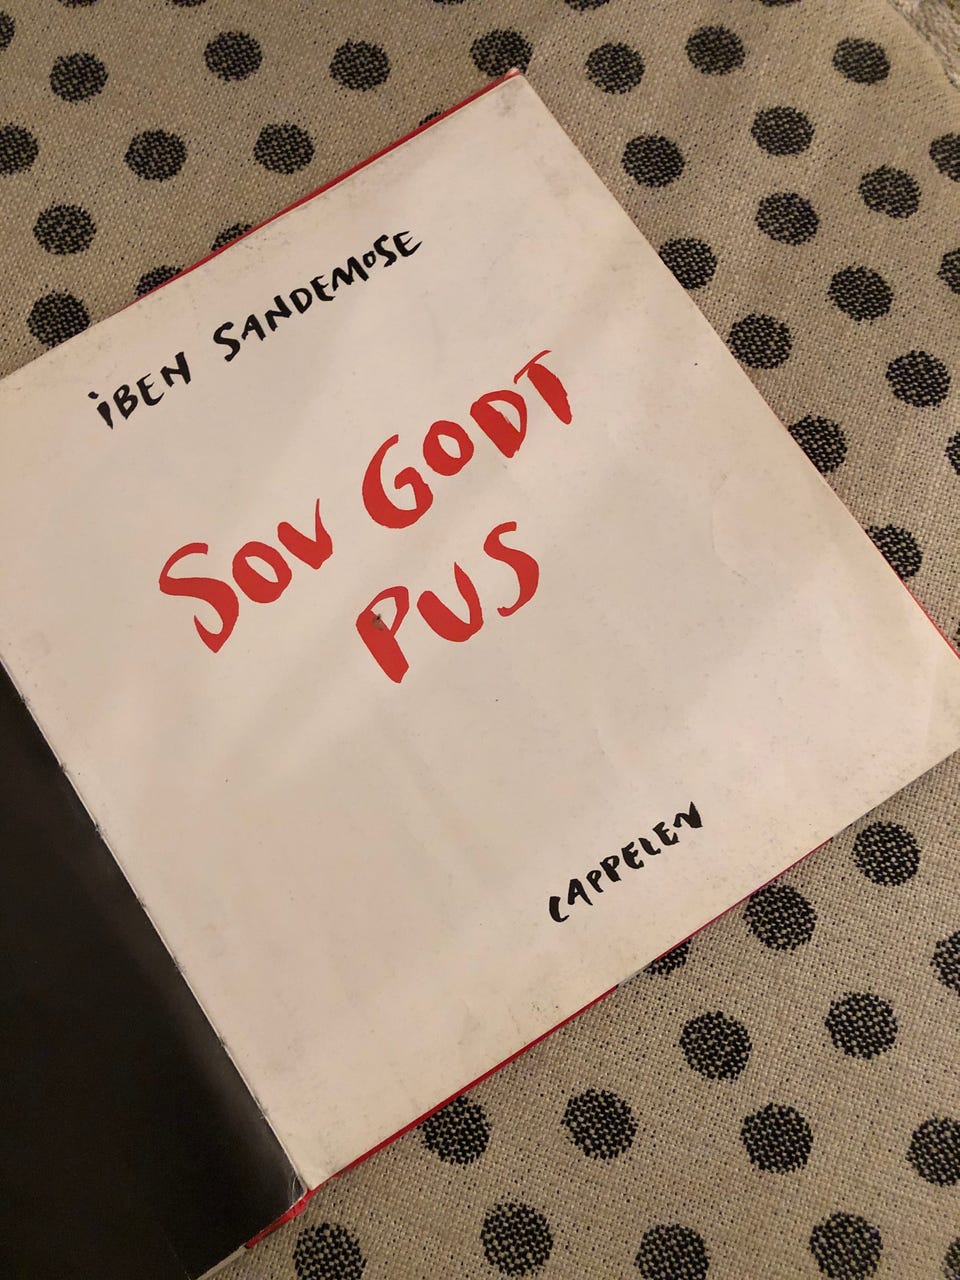 iBEN SANDEMOSE
SOV GODT
PUS
CAPPELEN